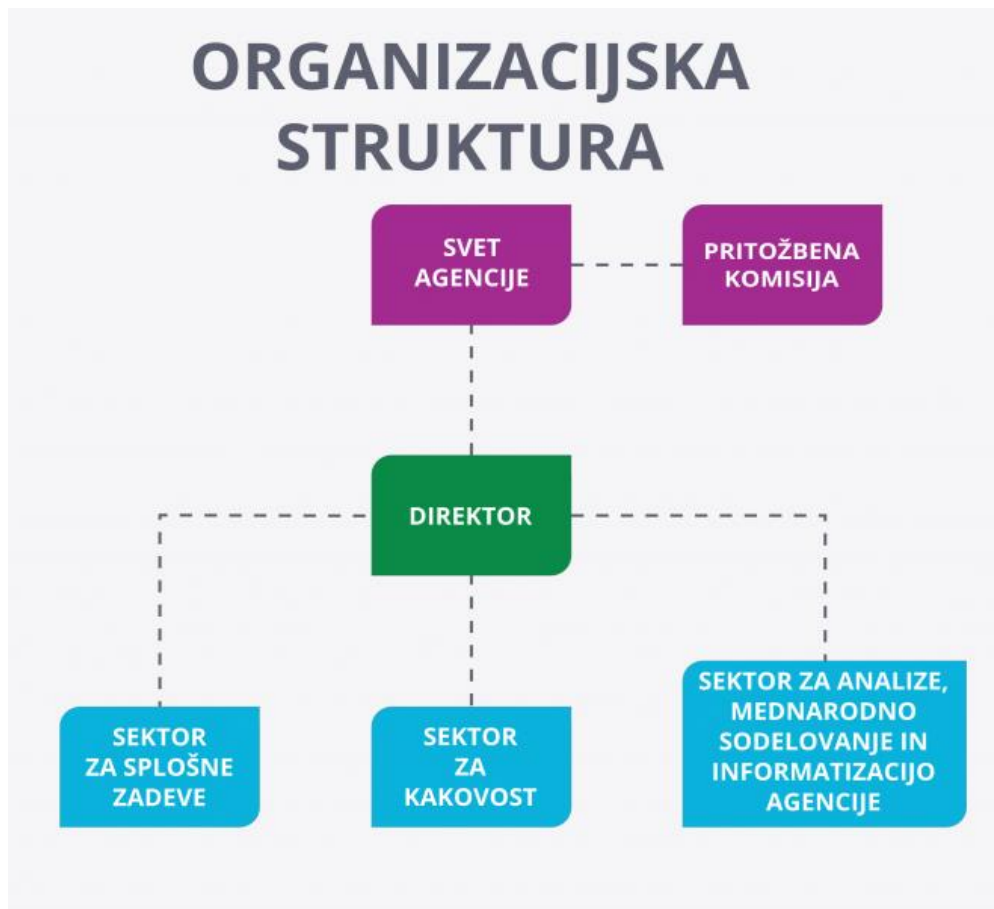 ORGANIZACIJSKA
STRUKTURA
SVET
AGENCIJE
PRITOŽBENA
KOMISIJA
DIREKTOR
SEKTOR
ZA SPLOŠNE
ZADEVE
SEKTOR
ZA
KAKOVOST
SEKTOR ZA ANALIZE,
MEDNARODNO
SODELOVANJE IN
INFORMATIZACIJO
AGENCIJE